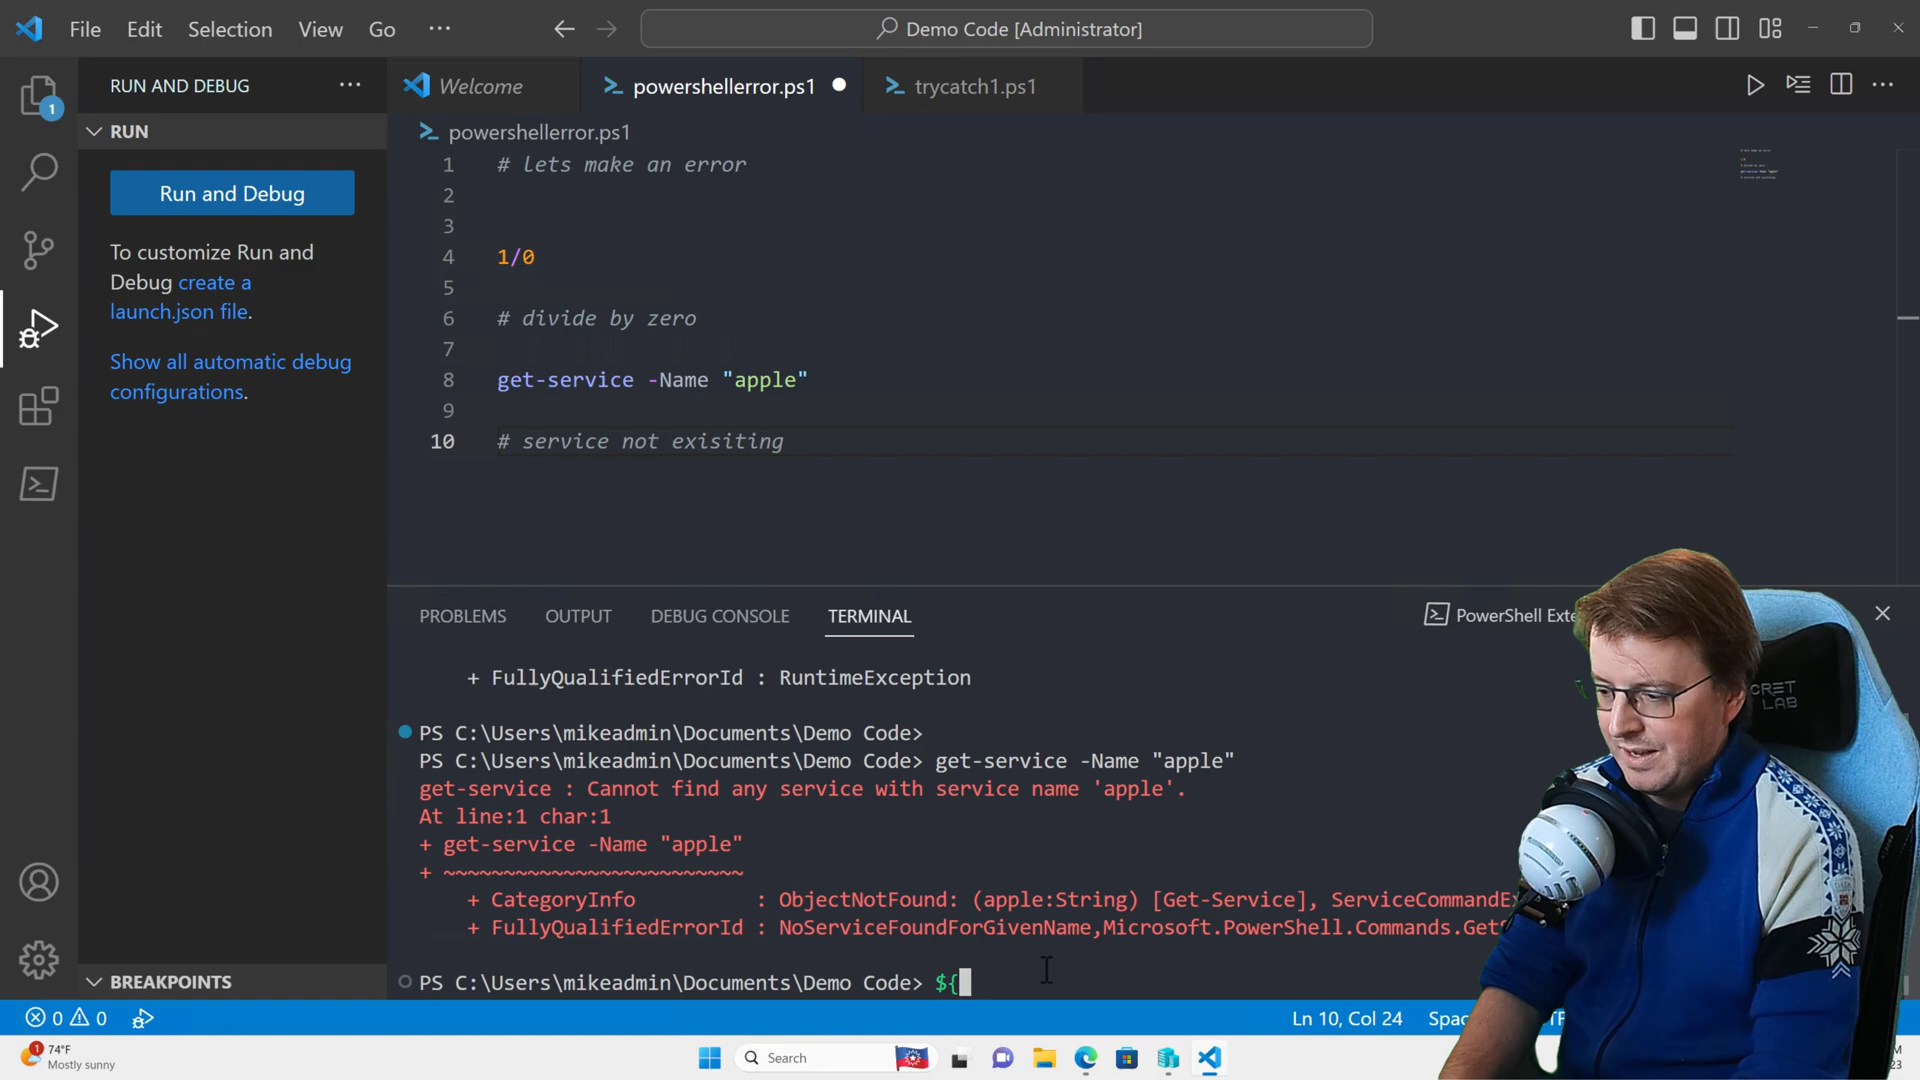 File Edit Selection View Go ··· Demo Code [Administrator]
RUN AND DEBUG ···
Welcome powershellerror.ps1 trycatch1.ps1
RUN
powershellerror.ps1
Run and Debug
To customize Run and
Debug create a
launch.json file.
Show all automatic debug
configurations.
1 # lets make an error
2
3
4 1/0
5
6 # divide by zero
7
8 get-service -Name "apple"
9
10 # service not exisiting
PROBLEMS OUTPUT DEBUG CONSOLE TERMINAL PowerShell
+ FullyQualifiedErrorId : RuntimeException
PS C:\Users\mikeadmin\Documents\Demo Code>
PS C:\Users\mikeadmin\Documents\Demo Code> get-service -Name "apple"
get-service : Cannot find any service with service name 'apple'.
At line:1 char:1
+ get-service -Name "apple"
+ ~~~~~~~~~~~~~~~~~~~~~~~~~
+ CategoryInfo : ObjectNotFound: (apple:String) [Get-Service], ServiceCommandEx
+ FullyQualifiedErrorId : NoServiceFoundForGivenName,Microsoft.PowerShell.Commands.Get
PS C:\Users\mikeadmin\Documents\Demo Code> ${
BREAKPOINTS
0 0 Ln 10, Col 24
1 74°F
Mostly sunny
Search
1